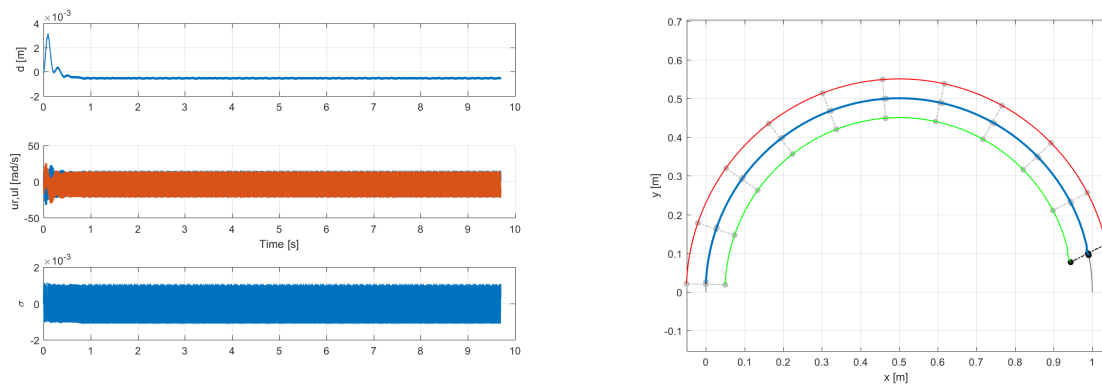 ×10⁻³
4
2
0
-2
d [m]
0 1 2 3 4 5 6 7 8 9 10
50
0
-50
ur,ul [rad/s]
0 1 2 3 4 5 6 7 8 9 10
Time [s]
×10⁻³
2
0
-2
σ
0 1 2 3 4 5 6 7 8 9 10
0.7
0.6
0.5
0.4
0.3
0.2
0.1
0
-0.1
y [m]
0 0.1 0.2 0.3 0.4 0.5 0.6 0.7 0.8 0.9 1
x [m]